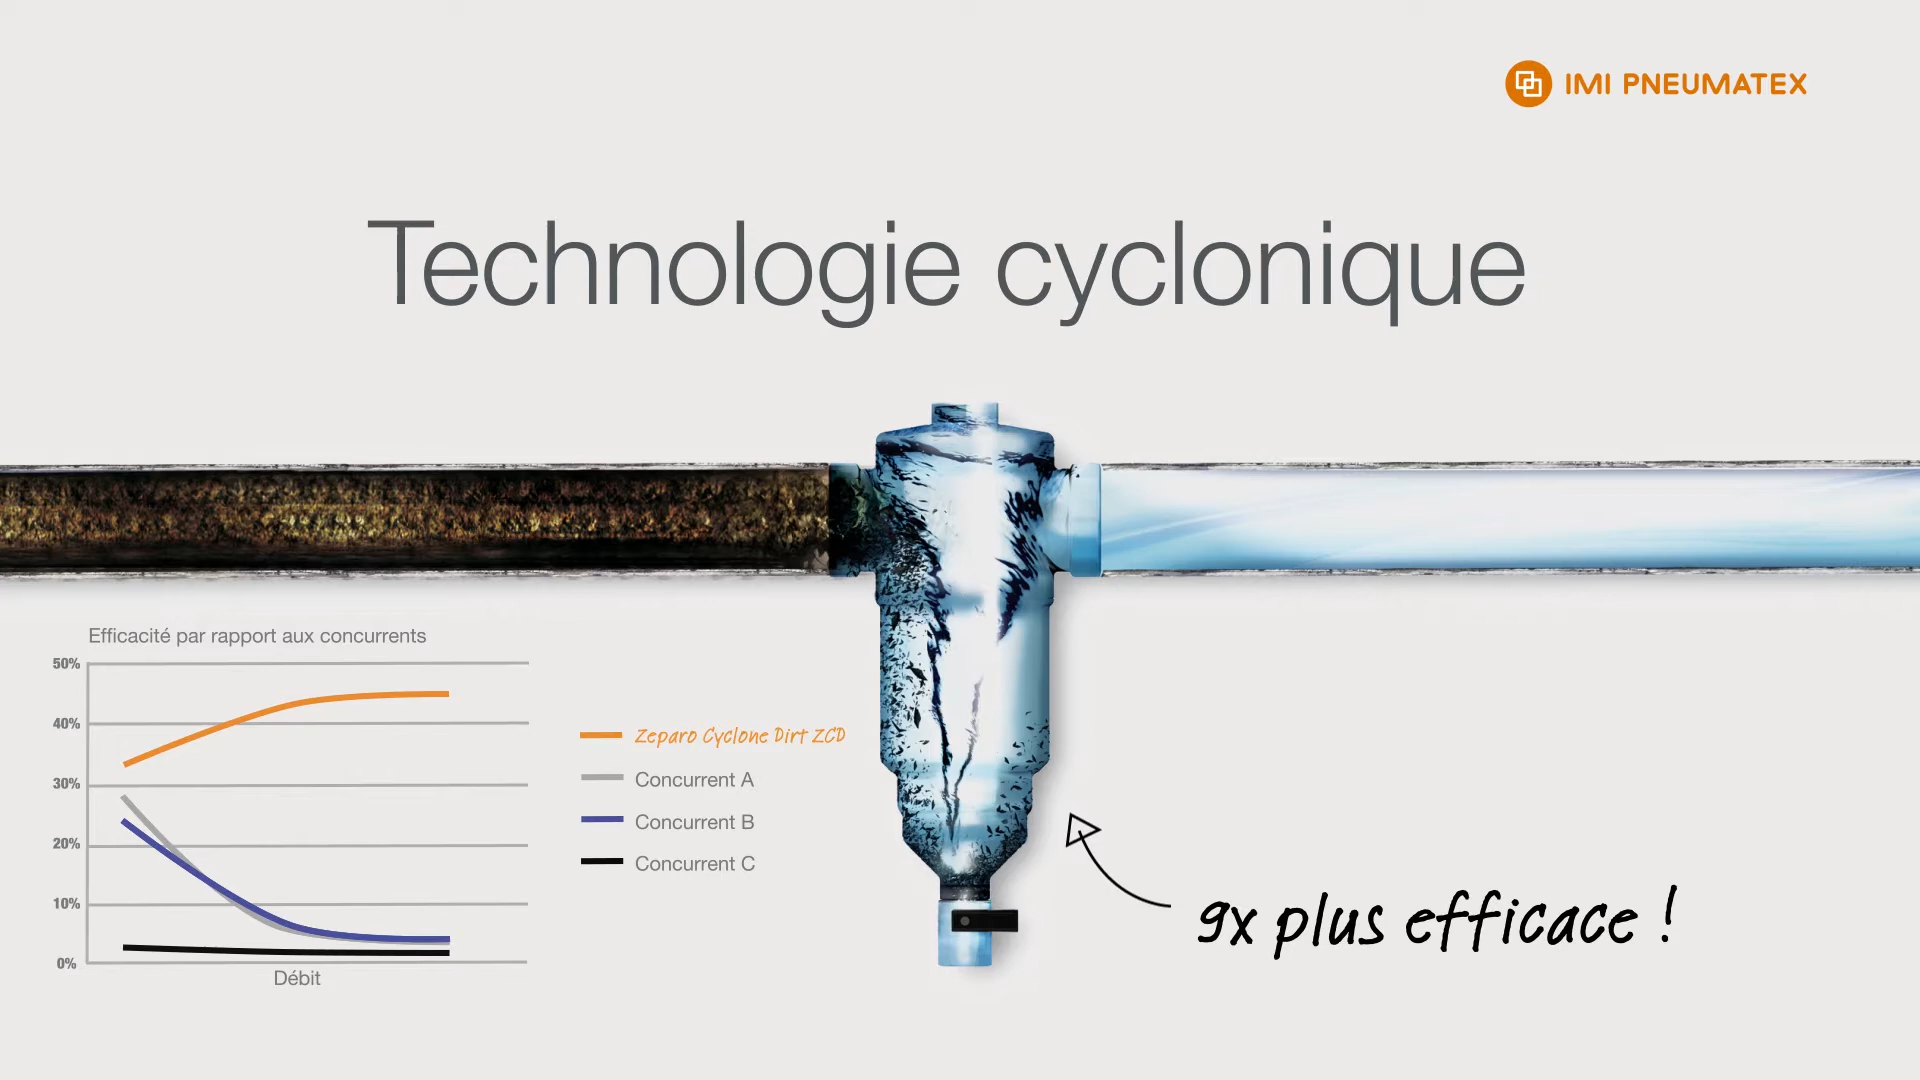 IMI PNEUMATEX
Technologie cyclonique
Efficacité par rapport aux concurrents
50%
40%
30%
20%
10%
0%
Débit
Zeparo Cyclone Dirt ZCD
Concurrent A
Concurrent B
Concurrent C
9x plus efficace !